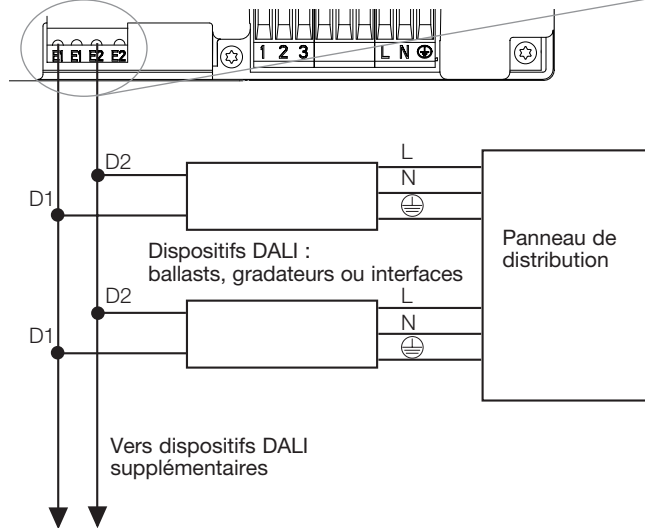 E1 E1 E2 E2
1 2 3 L N
D2
L
N
D1
Dispositifs DALI :
ballasts, gradateurs ou interfaces
Panneau de
distribution
D2
L
N
D1
Vers dispositifs DALI
supplémentaires